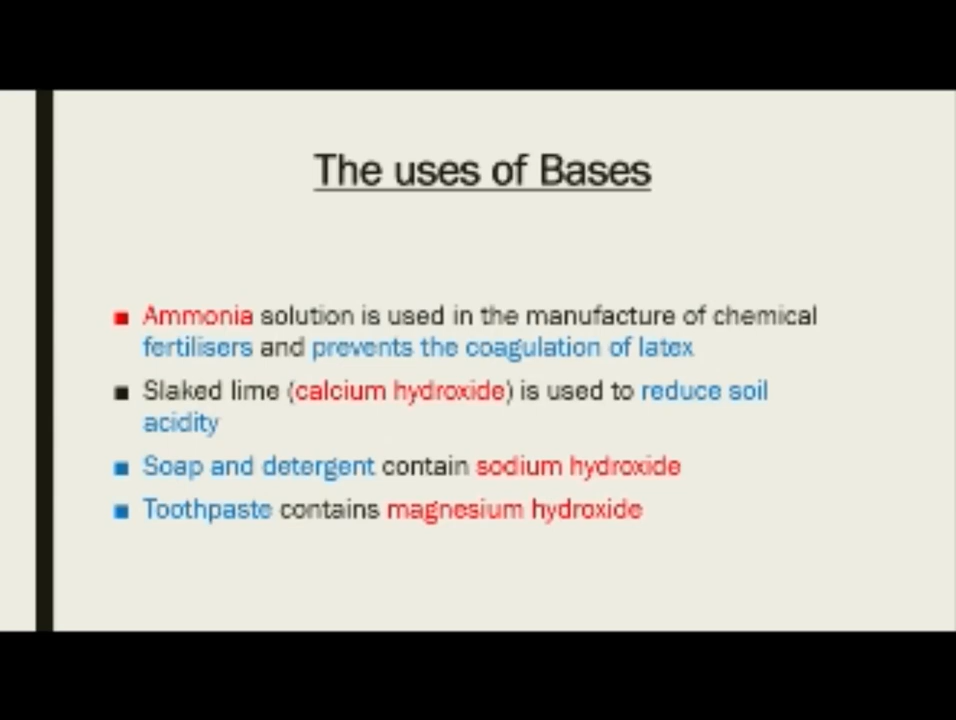 The uses of Bases
▪ Ammonia solution is used in the manufacture of chemical
fertilisers and prevents the coagulation of latex
▪ Slaked lime (calcium hydroxide) is used to reduce soil
acidity
▪ Soap and detergent contain sodium hydroxide
▪ Toothpaste contains magnesium hydroxide